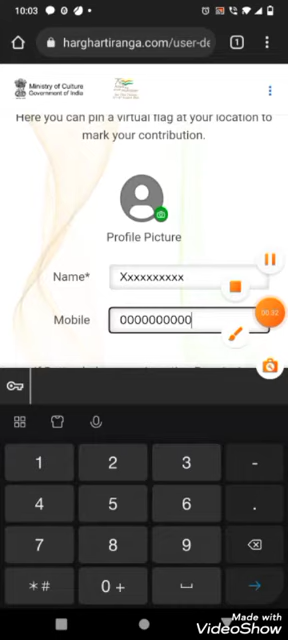 10:03
harghartiranga.com/user-de
1
Ministry of Culture
Government of India
Here you can pin a virtual flag at your location to
mark your contribution.
Profile Picture
Name*
Xxxxxxxxxx
Mobile
0000000000
00:32
1 2 3 -
4 5 6 .
7 8 9
*# 0 +
Made with
VideoShow